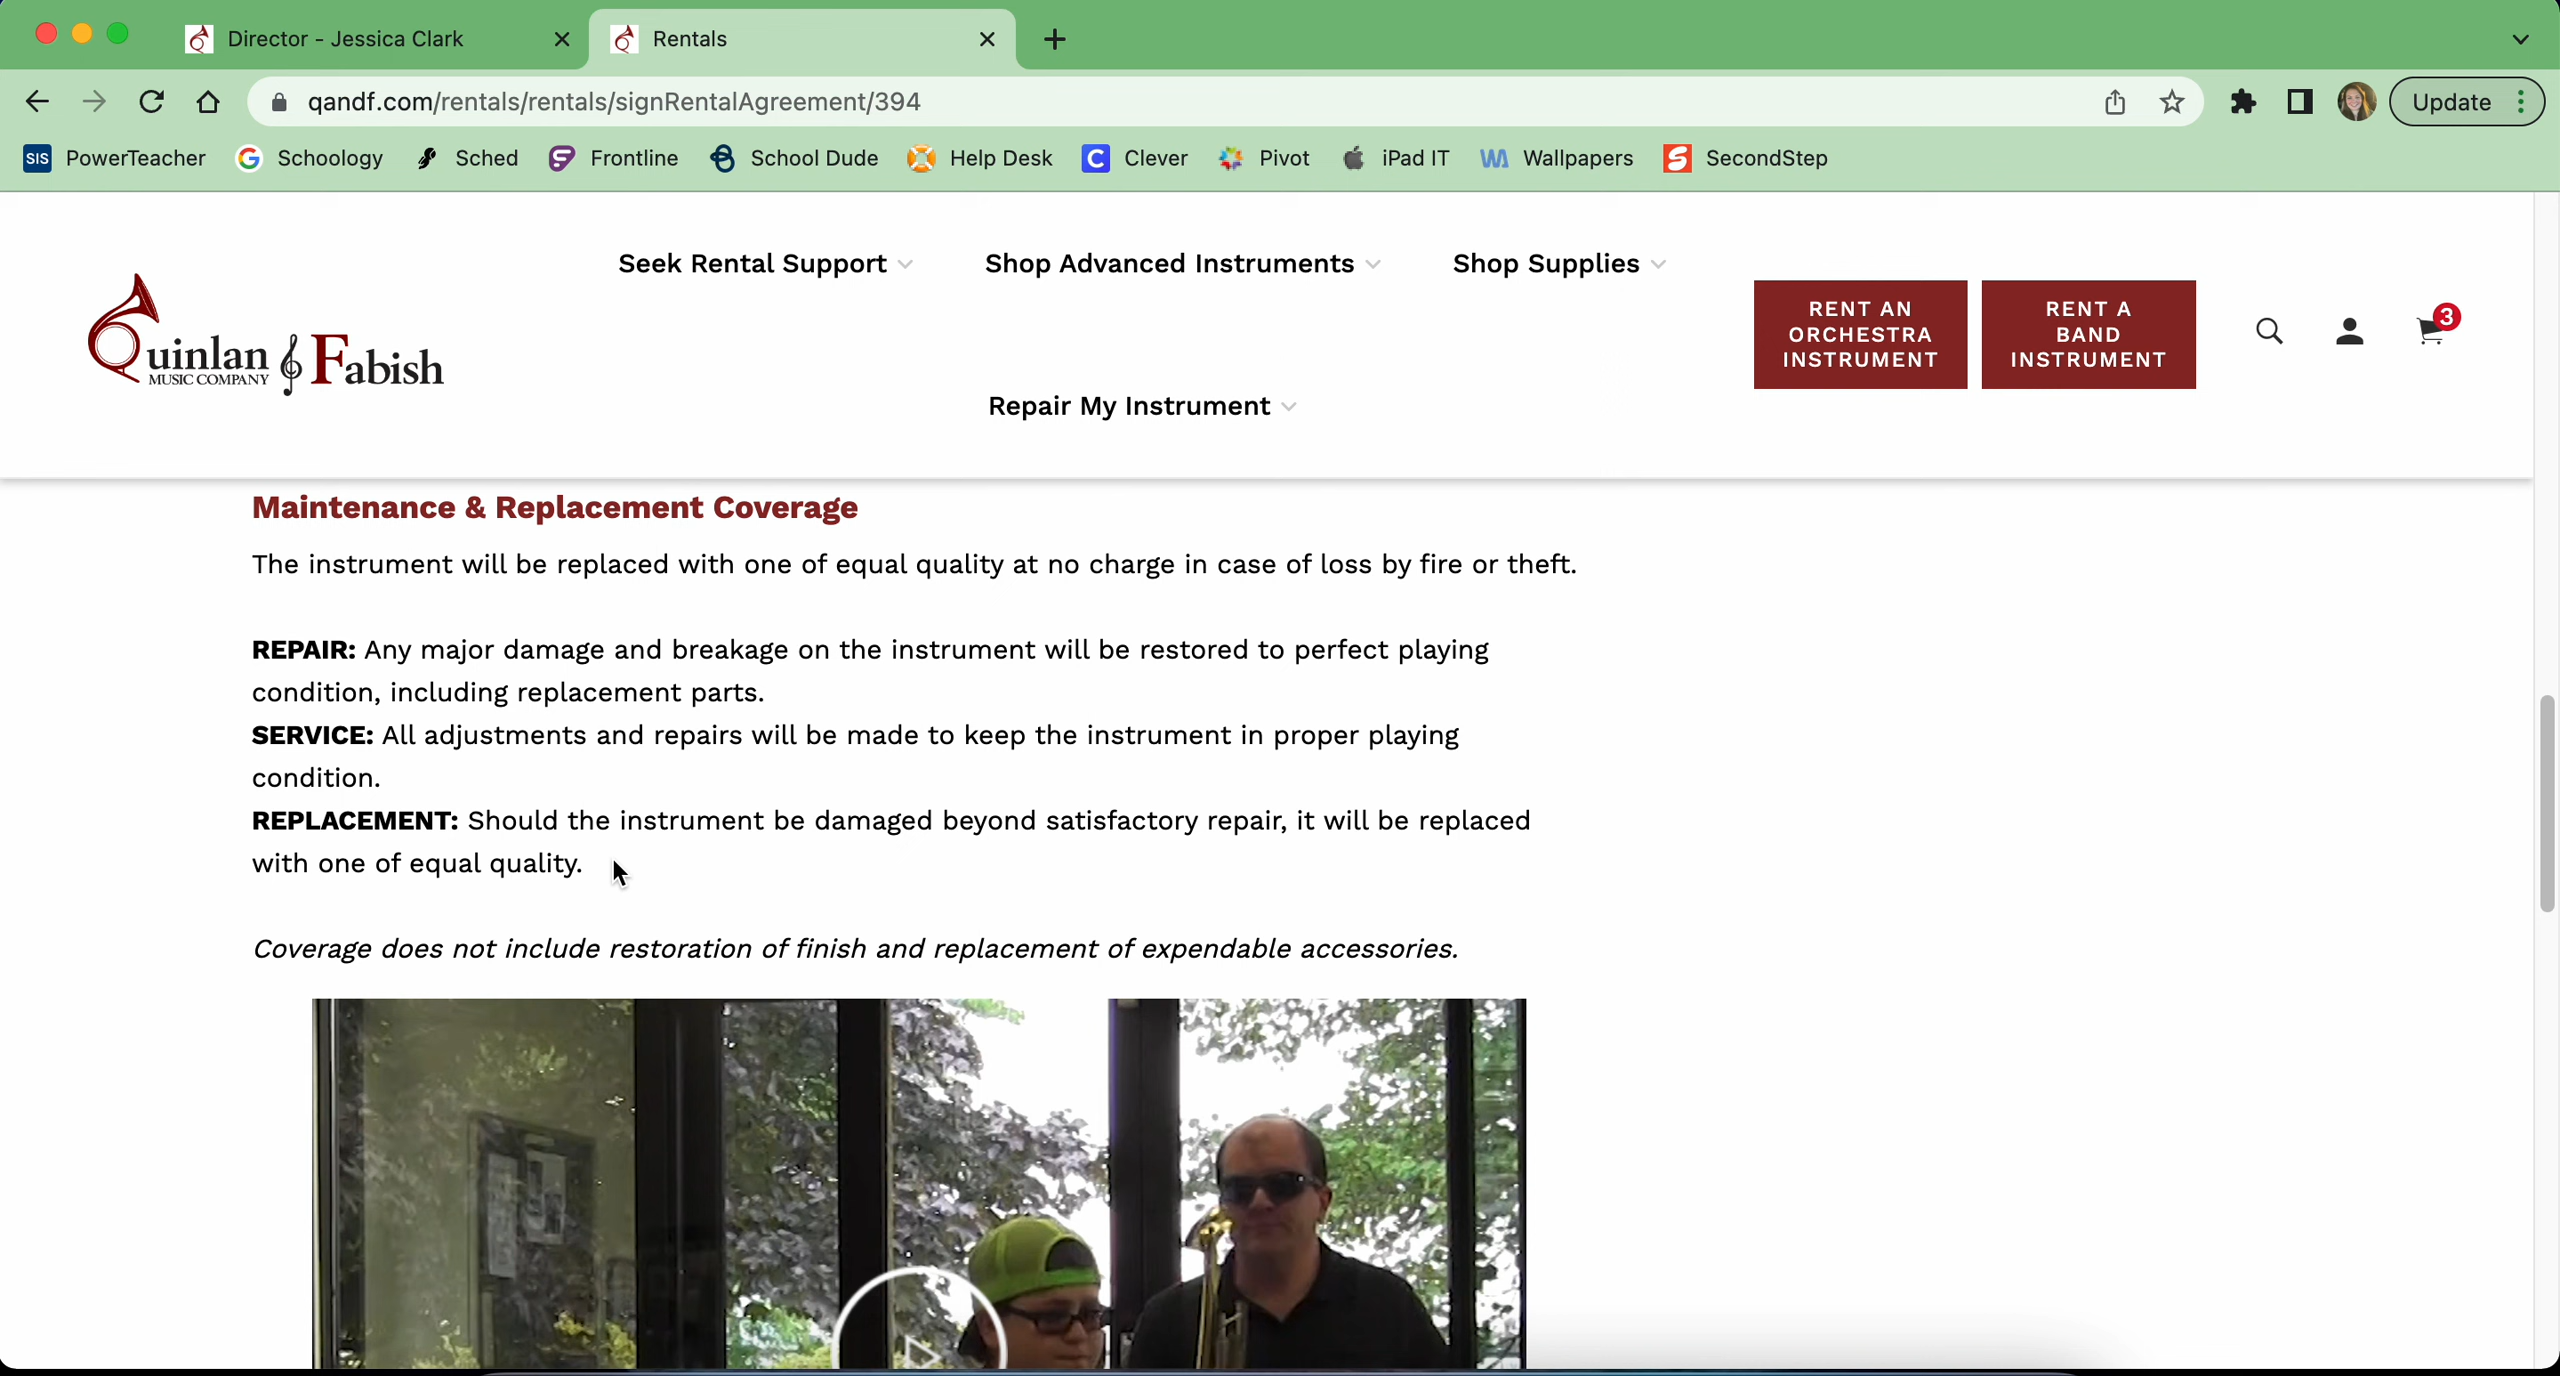 Director - Jessica Clark
Rentals
qandf.com/rentals/rentals/signRentalAgreement/394
Update
SIS PowerTeacher
Schoology
Sched
Frontline
School Dude
Help Desk
C Clever
Pivot
iPad IT
Wallpapers
SecondStep
Quinlan & Fabish
MUSIC COMPANY
Seek Rental Support
Shop Advanced Instruments
Shop Supplies
Repair My Instrument
RENT AN
ORCHESTRA
INSTRUMENT
RENT A
BAND
INSTRUMENT
3
Maintenance & Replacement Coverage
The instrument will be replaced with one of equal quality at no charge in case of loss by fire or theft.
REPAIR: Any major damage and breakage on the instrument will be restored to perfect playing
condition, including replacement parts.
SERVICE: All adjustments and repairs will be made to keep the instrument in proper playing
condition.
REPLACEMENT: Should the instrument be damaged beyond satisfactory repair, it will be replaced
with one of equal quality.
Coverage does not include restoration of finish and replacement of expendable accessories.